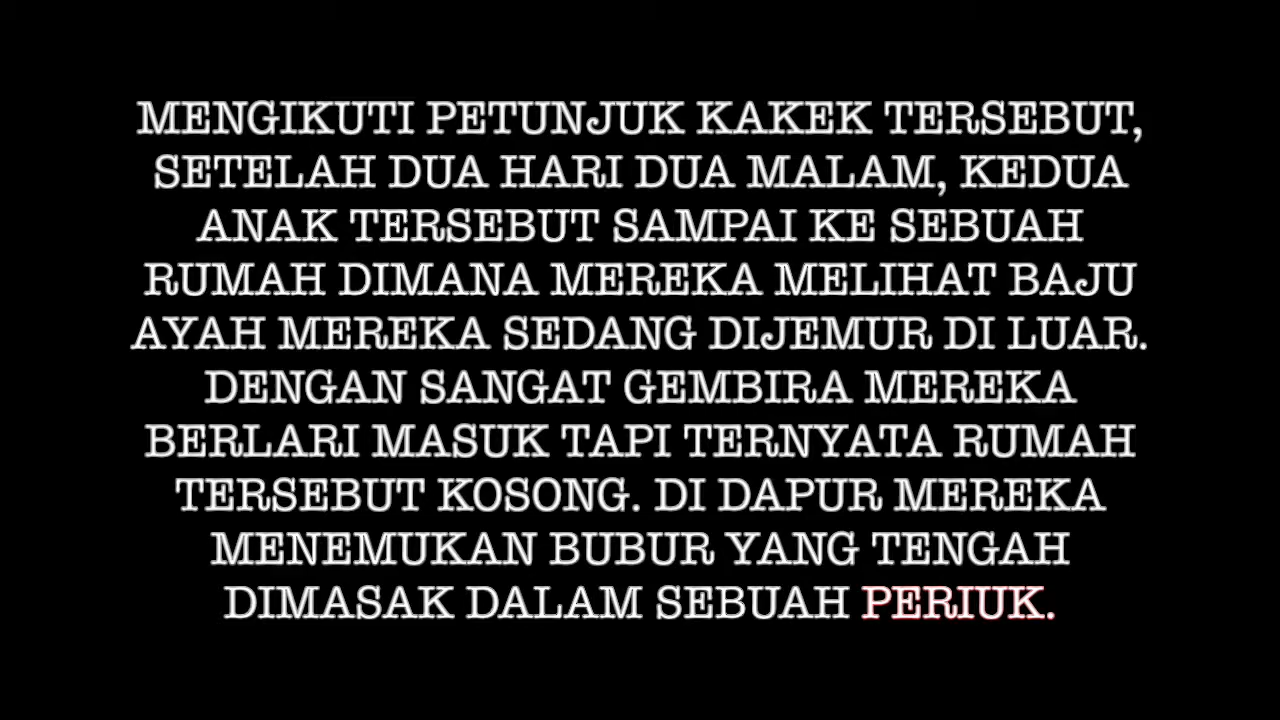 MENGIKUTI PETUNJUK KAKEK TERSEBUT,
SETELAH DUA HARI DUA MALAM, KEDUA
ANAK TERSEBUT SAMPAI KE SEBUAH
RUMAH DIMANA MEREKA MELIHAT BAJU
AYAH MEREKA SEDANG DIJEMUR DI LUAR.
DENGAN SANGAT GEMBIRA MEREKA
BERLARI MASUK TAPI TERNYATA RUMAH
TERSEBUT KOSONG. DI DAPUR MEREKA
MENEMUKAN BUBUR YANG TENGAH
DIMASAK DALAM SEBUAH PERIUK.